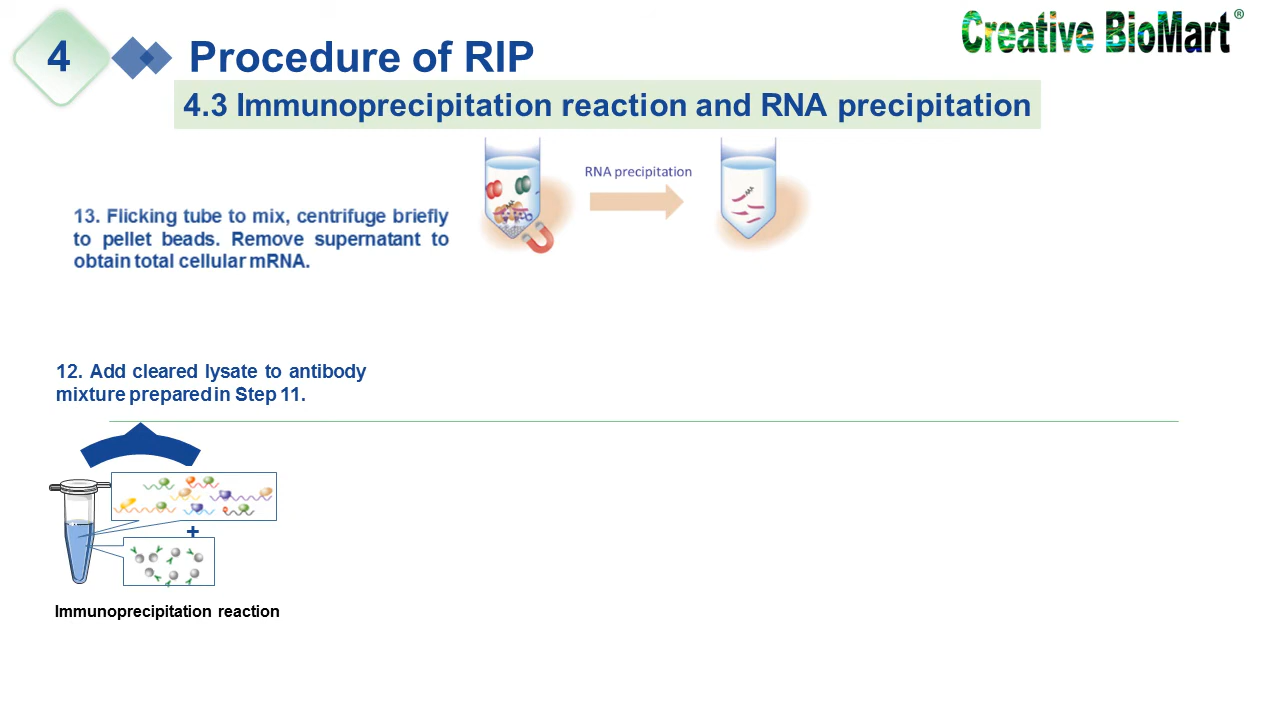 4
Procedure of RIP
Creative BioMart®
4.3 Immunoprecipitation reaction and RNA precipitation
RNA precipitation
13. Flicking tube to mix, centrifuge briefly
to pellet beads. Remove supernatant to
obtain total cellular mRNA.
12. Add cleared lysate to antibody
mixture prepared in Step 11.
+
Immunoprecipitation reaction